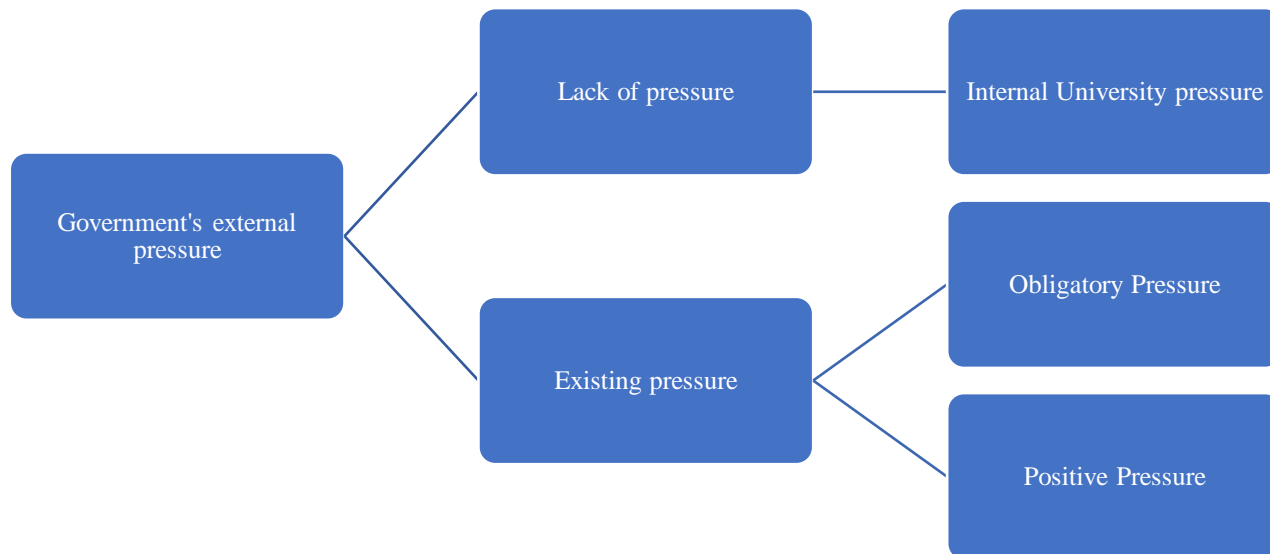 Lack of pressure
Internal University pressure
Government's external
pressure
Obligatory Pressure
Existing pressure
Positive Pressure